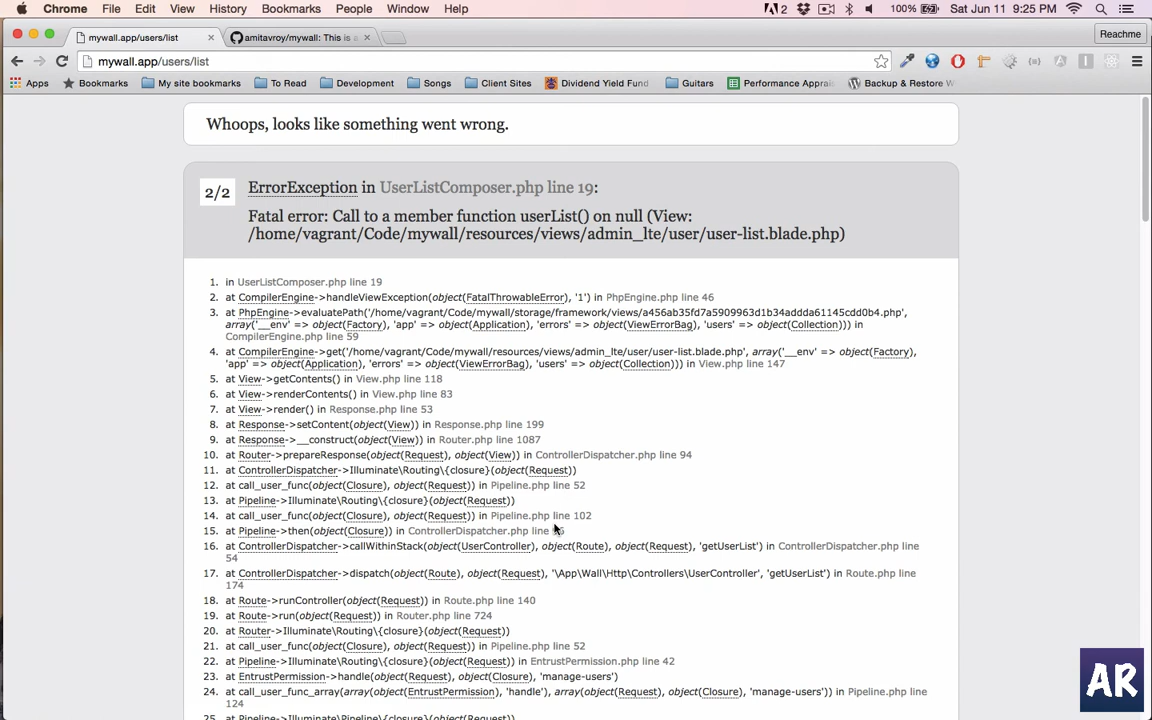 Chrome File Edit View History Bookmarks People Window Help 2 100% Sat Jun 11 9:25 PM
mywall.app/users/list amitavroy/mywall: This is a Reachme
mywall.app/users/list
Apps Bookmarks My site bookmarks To Read Development Songs Client Sites Dividend Yield Fund Guitars Performance Apprais Backup & Restore W
Whoops, looks like something went wrong.
2/2 ErrorException in UserListComposer.php line 19:
Fatal error: Call to a member function userList() on null (View:
/home/vagrant/Code/mywall/resources/views/admin_lte/user/user-list.blade.php)
1. in UserListComposer.php line 19
2. at CompilerEngine->handleViewException(object(FatalThrowableError), '1') in PhpEngine.php line 46
3. at PhpEngine->evaluatePath('/home/vagrant/Code/mywall/storage/framework/views/a456ab35fd7a5909963d1b34addda61145cdd0b4.php',
array('__env' => object(Factory), 'app' => object(Application), 'errors' => object(ViewErrorBag), 'users' => object(Collection))) in
CompilerEngine.php line 59
4. at CompilerEngine->get('/home/vagrant/Code/mywall/resources/views/admin_lte/user/user-list.blade.php', array('__env' => object(Factory),
'app' => object(Application), 'errors' => object(ViewErrorBag), 'users' => object(Collection))) in View.php line 147
5. at View->getContents() in View.php line 118
6. at View->renderContents() in View.php line 83
7. at View->render() in Response.php line 53
8. at Response->setContent(object(View)) in Response.php line 199
9. at Response->__construct(object(View)) in Router.php line 1087
10. at Router->prepareResponse(object(Request), object(View)) in ControllerDispatcher.php line 94
11. at ControllerDispatcher->Illuminate\Routing\{closure}(object(Request))
12. at call_user_func(object(Closure), object(Request)) in Pipeline.php line 52
13. at Pipeline->Illuminate\Routing\{closure}(object(Request))
14. at call_user_func(object(Closure), object(Request)) in Pipeline.php line 102
15. at Pipeline->then(object(Closure)) in ControllerDispatcher.php line
16. at ControllerDispatcher->callWithinStack(object(UserController), object(Route), object(Request), 'getUserList') in ControllerDispatcher.php line
54
17. at ControllerDispatcher->dispatch(object(Route), object(Request), '\App\Wall\Http\Controllers\UserController', 'getUserList') in Route.php line
174
18. at Route->runController(object(Request)) in Route.php line 140
19. at Route->run(object(Request)) in Router.php line 724
20. at Router->Illuminate\Routing\{closure}(object(Request))
21. at call_user_func(object(Closure), object(Request)) in Pipeline.php line 52
22. at Pipeline->Illuminate\Routing\{closure}(object(Request)) in EntrustPermission.php line 42
23. at EntrustPermission->handle(object(Request), object(Closure), 'manage-users')
24. at call_user_func_array(array(object(EntrustPermission), 'handle'), array(object(Request), object(Closure), 'manage-users')) in Pipeline.php line
124
25. at Pipeline->Illuminate\Pipeline\{closure}(object(Request))
AR